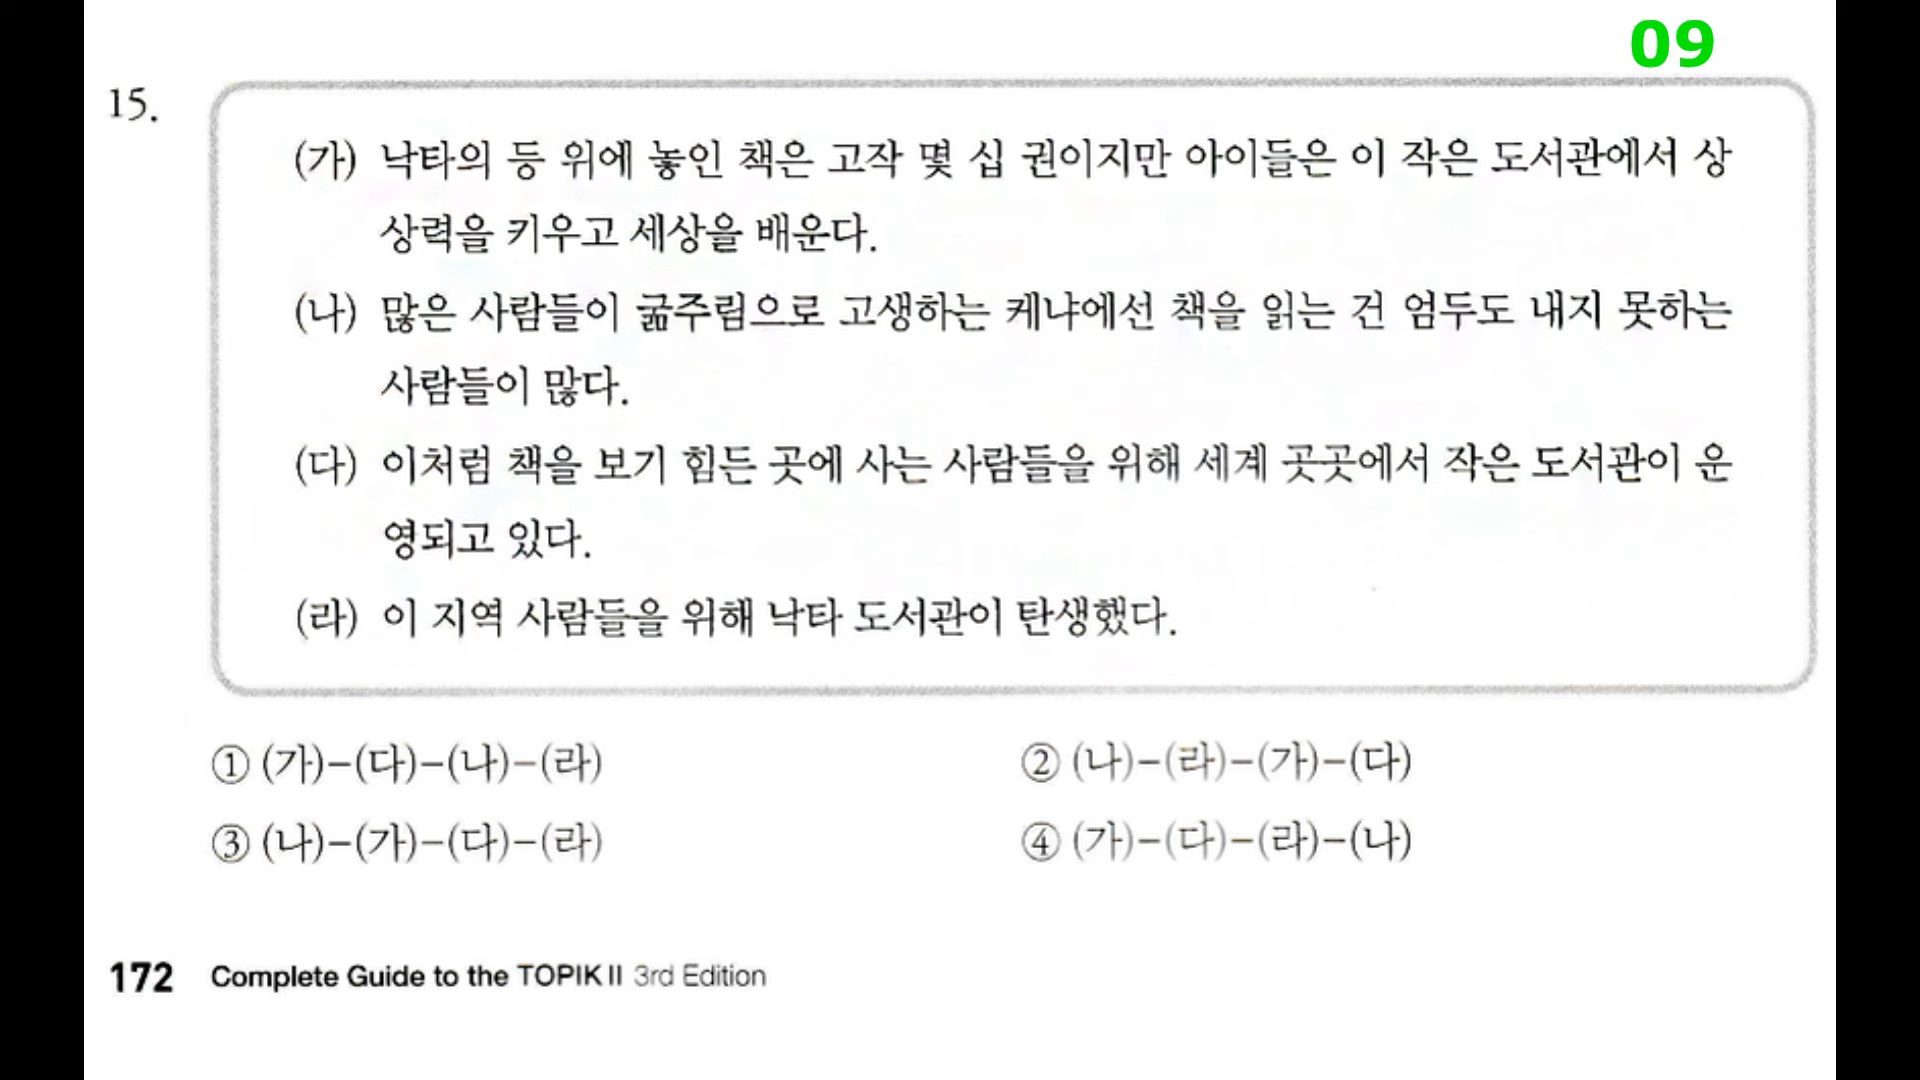 09
15.
(가) 낙타의 등 위에 놓인 책은 고작 몇 십 권이지만 아이들은 이 작은 도서관에서 상
상력을 키우고 세상을 배운다.
(나) 많은 사람들이 굶주림으로 고생하는 케냐에선 책을 읽는 건 엄두도 내지 못하는
사람들이 많다.
(다) 이처럼 책을 보기 힘든 곳에 사는 사람들을 위해 세계 곳곳에서 작은 도서관이 운
영되고 있다.
(라) 이 지역 사람들을 위해 낙타 도서관이 탄생했다.
① (가)-(다)-(나)-(라)
② (나)-(라)-(가)-(다)
③ (나)-(가)-(다)-(라)
④ (가)-(다)-(라)-(나)
172 Complete Guide to the TOPIK II 3rd Edition